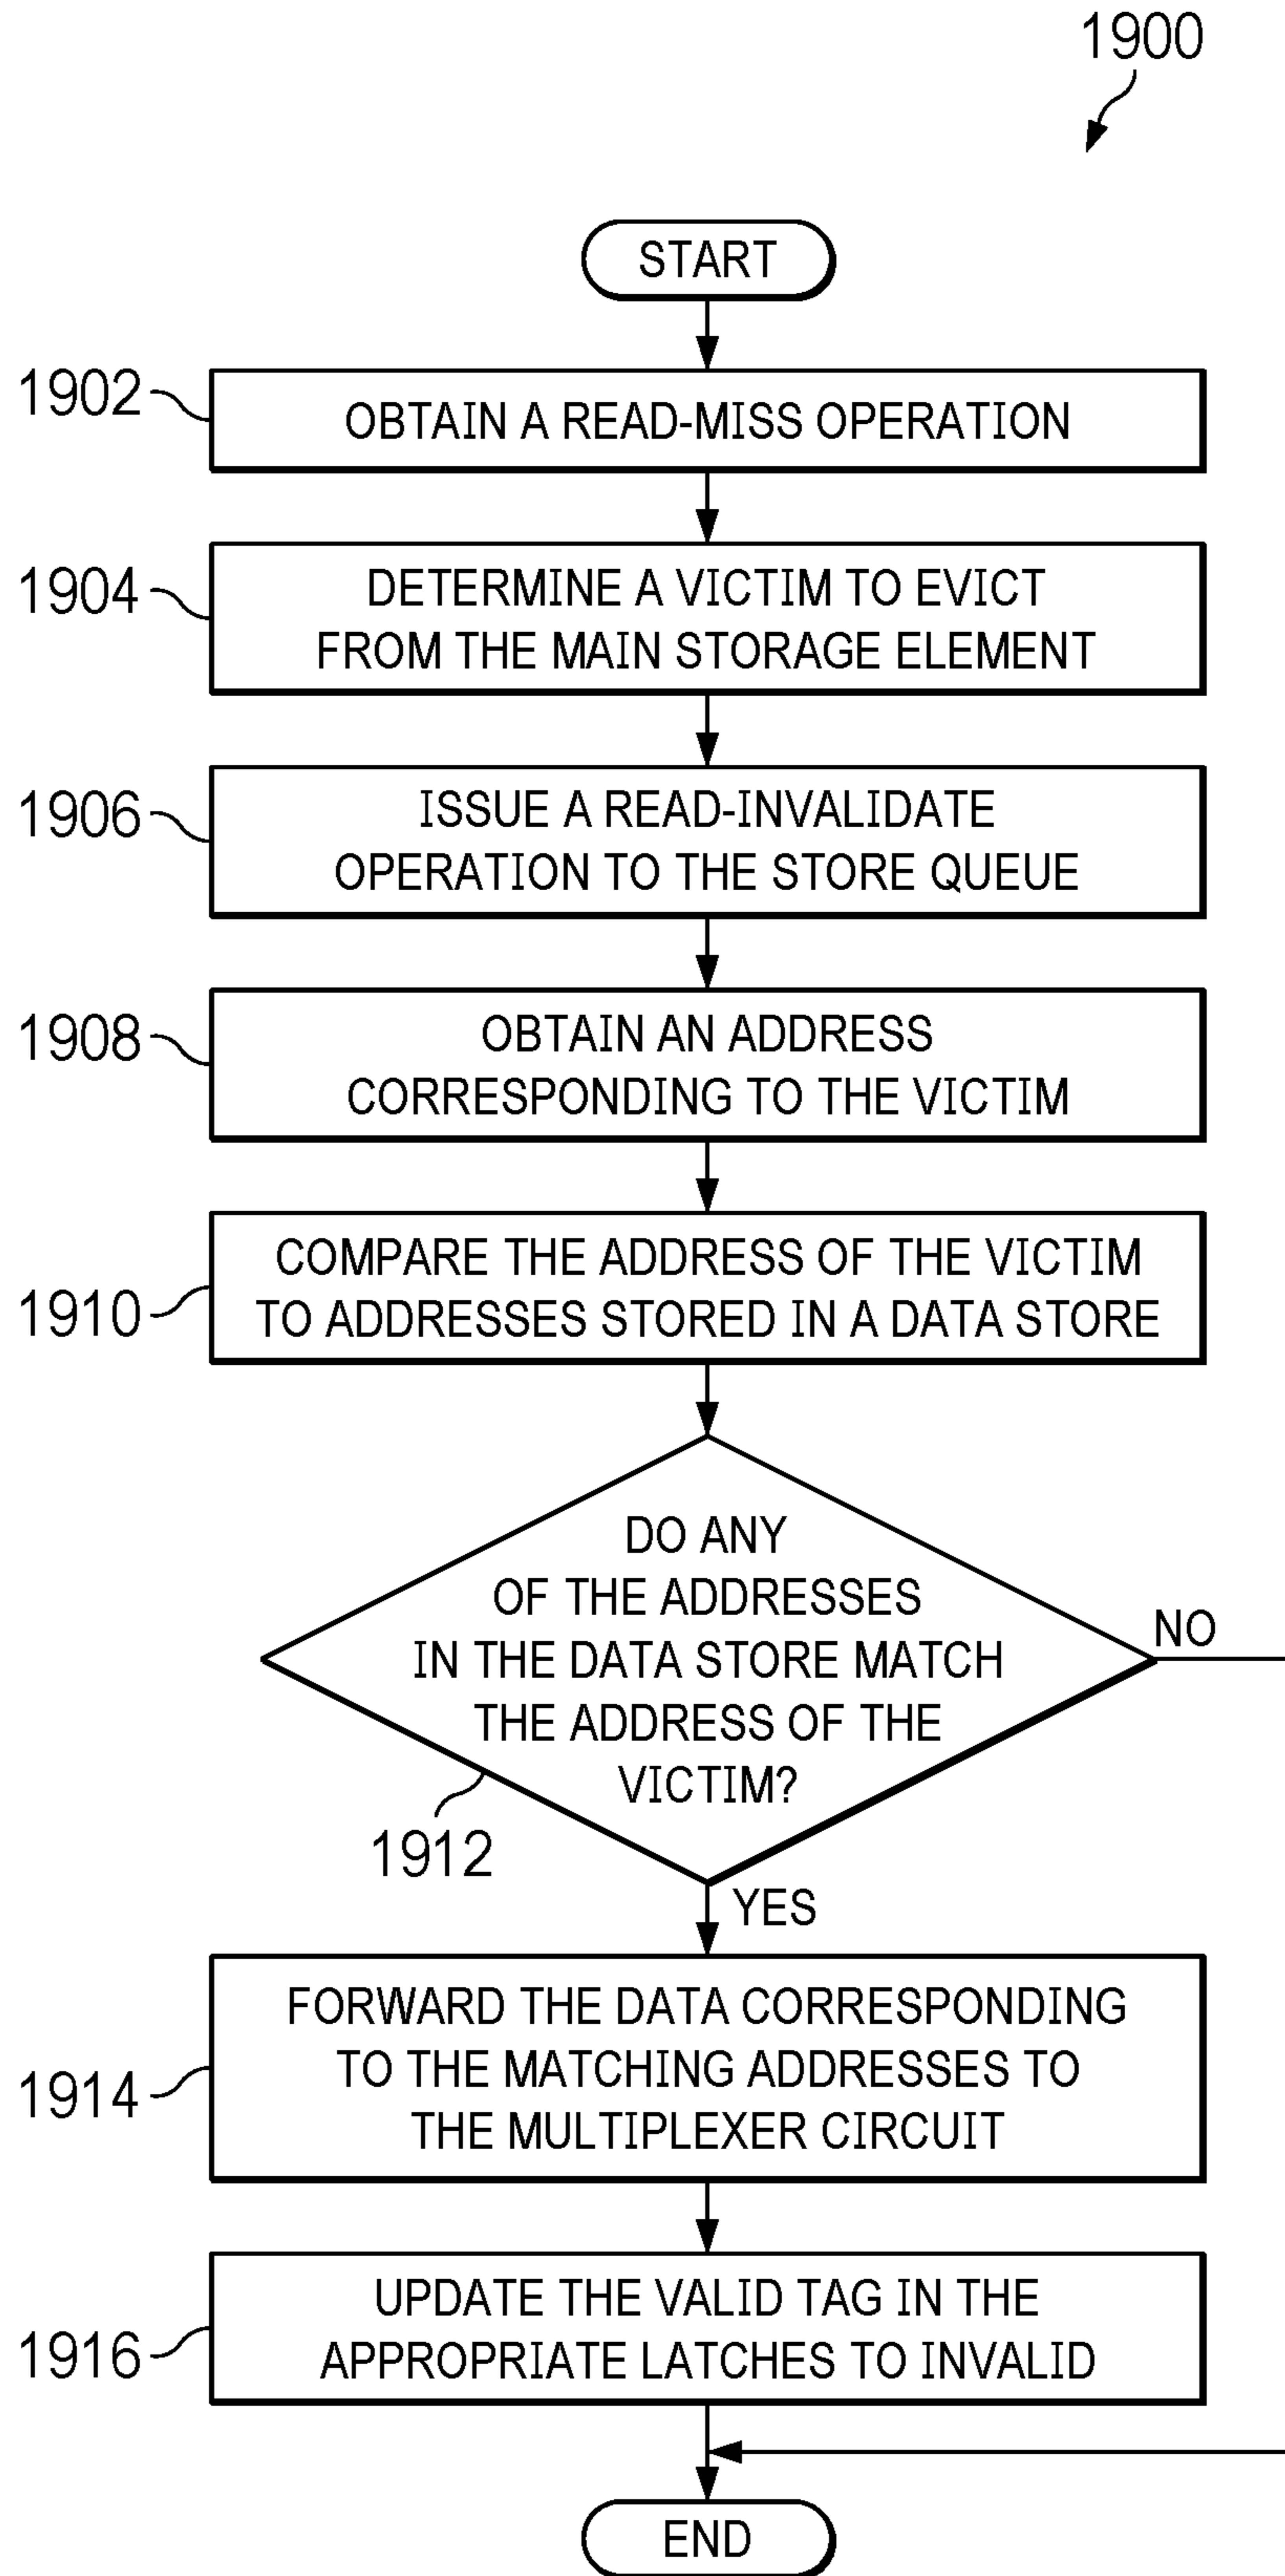 1900
START
1902
OBTAIN A READ-MISS OPERATION
1904
DETERMINE A VICTIM TO EVICT
FROM THE MAIN STORAGE ELEMENT
1906
ISSUE A READ-INVALIDATE
OPERATION TO THE STORE QUEUE
1908
OBTAIN AN ADDRESS
CORRESPONDING TO THE VICTIM
1910
COMPARE THE ADDRESS OF THE VICTIM
TO ADDRESSES STORED IN A DATA STORE
DO ANY
OF THE ADDRESSES
IN THE DATA STORE MATCH
THE ADDRESS OF THE
VICTIM?
NO
1912
YES
1914
FORWARD THE DATA CORRESPONDING
TO THE MATCHING ADDRESSES TO
THE MULTIPLEXER CIRCUIT
1916
UPDATE THE VALID TAG IN THE
APPROPRIATE LATCHES TO INVALID
END